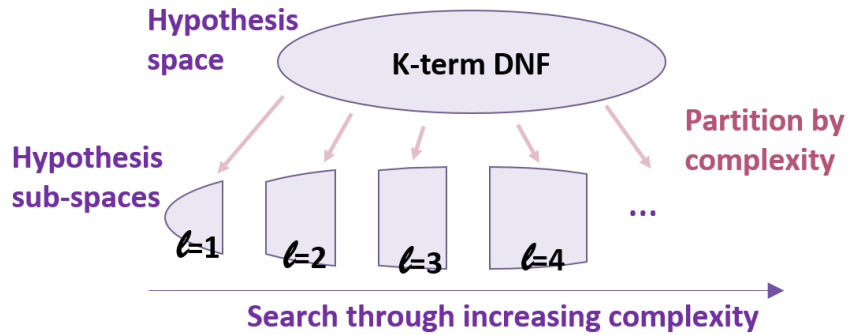 Hypothesis
space
K-term DNF
Partition by
complexity
Hypothesis
sub-spaces
...
ℓ=1
ℓ=2
ℓ=3
ℓ=4
Search through increasing complexity